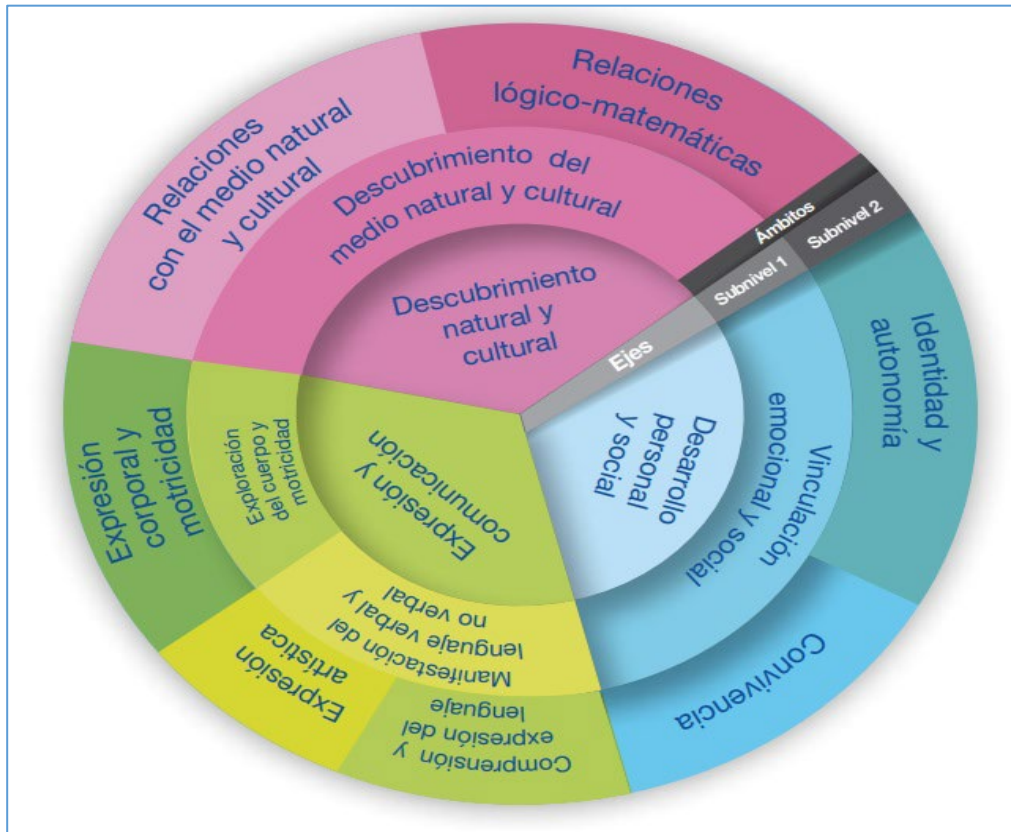 Relaciones
lógico-matemáticas
Relaciones
con el medio natural
y cultural
Descubrimiento del
medio natural y cultural
Descubrimiento
natural y
cultural
Ámbitos
Subnivel 1
Subnivel 2
Ejes
Identidad y
autonomía
Vinculación
emocional y social
Desarrollo
personal
y social
Convivencia
Expresión y
comunicación
Exploración
del cuerpo y
motricidad
Expresión
corporal y
motricidad
Manifestación del
lenguaje verbal y
no verbal
Expresión
artística
Comprensión y
expresión del
lenguaje